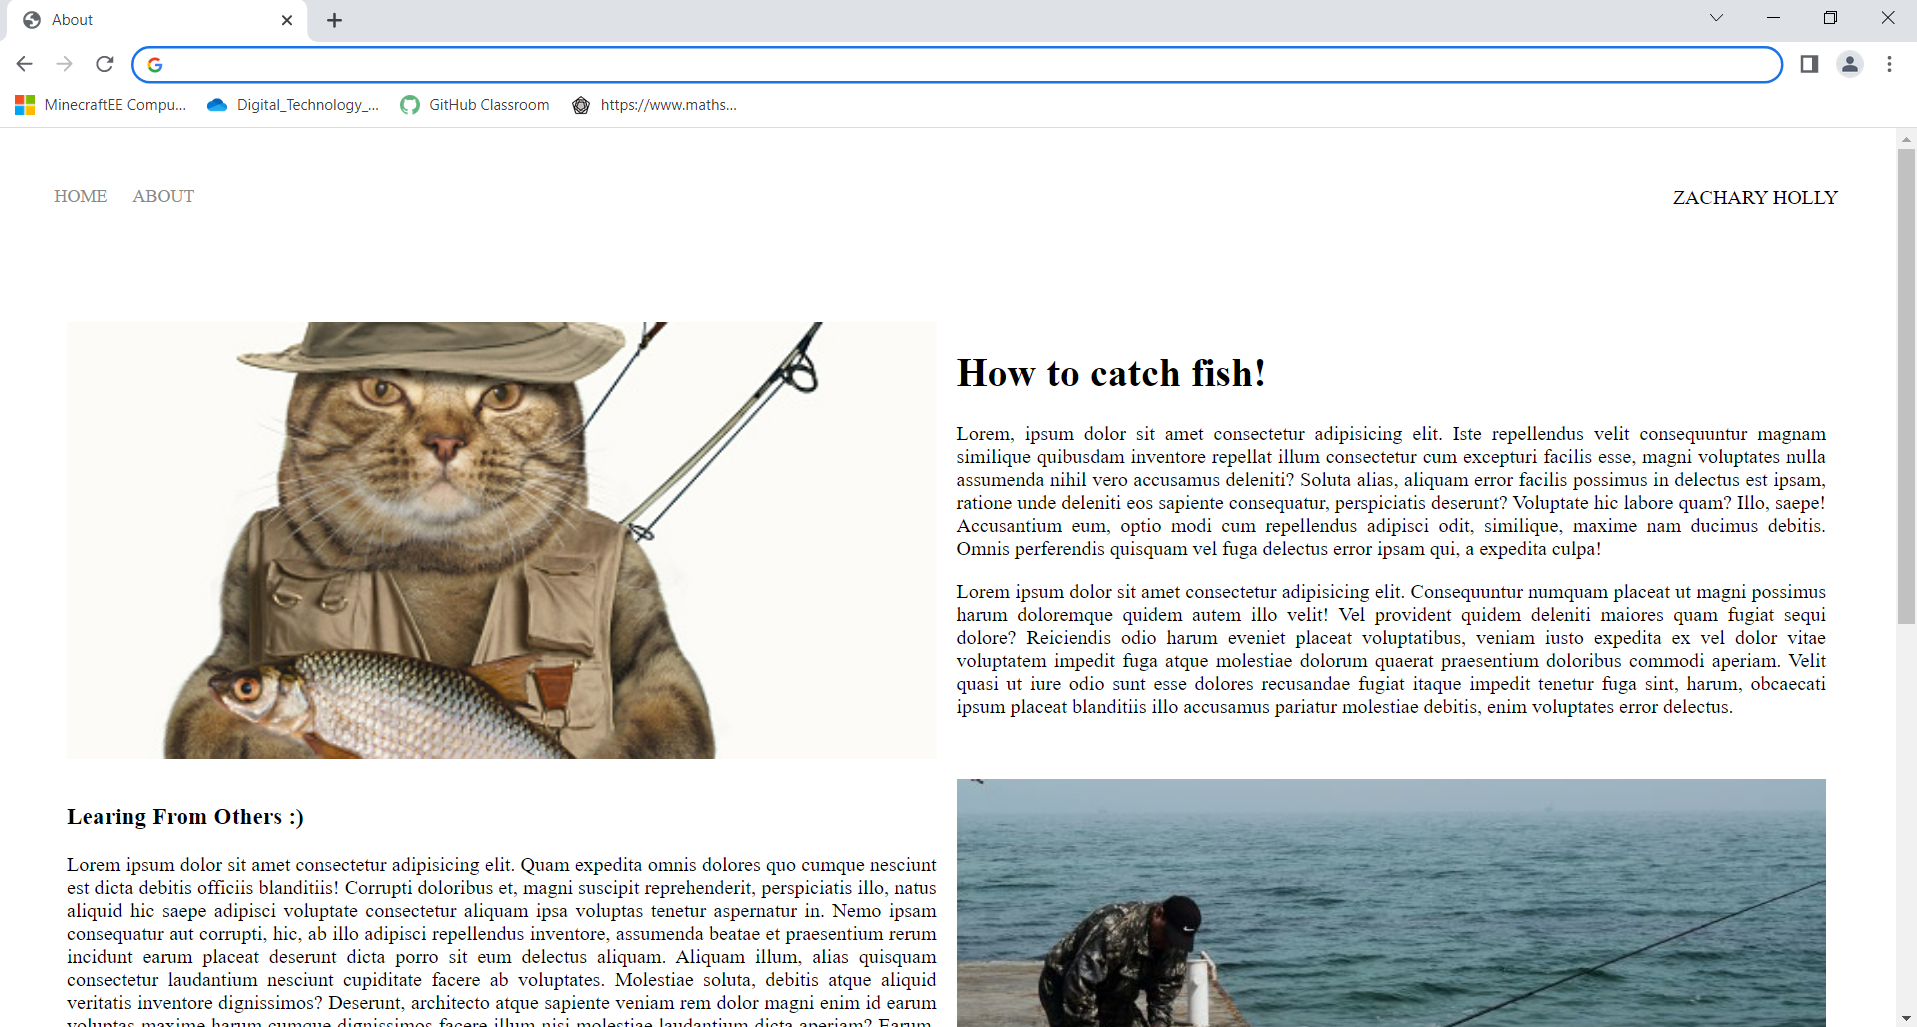 About
MinecraftEE Compu...
Digital_Technology_...
GitHub Classroom
https://www.maths...
HOME
ABOUT
ZACHARY HOLLY
How to catch fish!
Lorem, ipsum dolor sit amet consectetur adipisicing elit. Iste repellendus velit consequuntur magnam
similique quibusdam inventore repellat illum consectetur cum excepturi facilis esse, magni voluptates nulla
assumenda nihil vero accusamus deleniti? Soluta alias, aliquam error facilis possimus in delectus est ipsam,
ratione unde deleniti eos sapiente consequatur, perspiciatis deserunt? Voluptate hic labore quam? Illo, saepe!
Accusantium eum, optio modi cum repellendus adipisci odit, similique, maxime nam ducimus debitis.
Omnis perferendis quisquam vel fuga delectus error ipsam qui, a expedita culpa!
Lorem ipsum dolor sit amet consectetur adipisicing elit. Consequuntur numquam placeat ut magni possimus
harum doloremque quidem autem illo velit! Vel provident quidem deleniti maiores quam fugiat sequi
dolore? Reiciendis odio harum eveniet placeat voluptatibus, veniam iusto expedita ex vel dolor vitae
voluptatem impedit fuga atque molestiae dolorum quaerat praesentium doloribus commodi aperiam. Velit
quasi ut iure odio sunt esse dolores recusandae fugiat itaque impedit tenetur fuga sint, harum, obcaecati
ipsum placeat blanditiis illo accusamus pariatur molestiae debitis, enim voluptates error delectus.
Learing From Others :)
Lorem ipsum dolor sit amet consectetur adipisicing elit. Quam expedita omnis dolores quo cumque nesciunt
est dicta debitis officiis blanditiis! Corrupti doloribus et, magni suscipit reprehenderit, perspiciatis illo, natus
aliquid hic saepe adipisci voluptate consectetur aliquam ipsa voluptas tenetur aspernatur in. Nemo ipsam
consequatur aut corrupti, hic, ab illo adipisci repellendus inventore, assumenda beatae et praesentium rerum
incidunt earum placeat deserunt dicta porro sit eum delectus aliquam. Aliquam illum, alias quisquam
consectetur laudantium nesciunt cupiditate facere ab voluptates. Molestiae soluta, debitis atque aliquid
veritatis inventore dignissimos? Deserunt, architecto atque sapiente veniam rem dolor magni enim id earum
voluptas maxime harum cumque dignissimos facere illum nisi molestiae laudantium dicta aperiam? Earum,